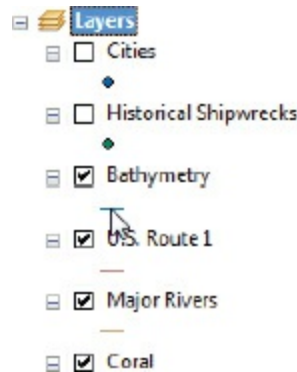 Layers
Cities
Historical Shipwrecks
Bathymetry
U.S. Route 1
Major Rivers
Coral